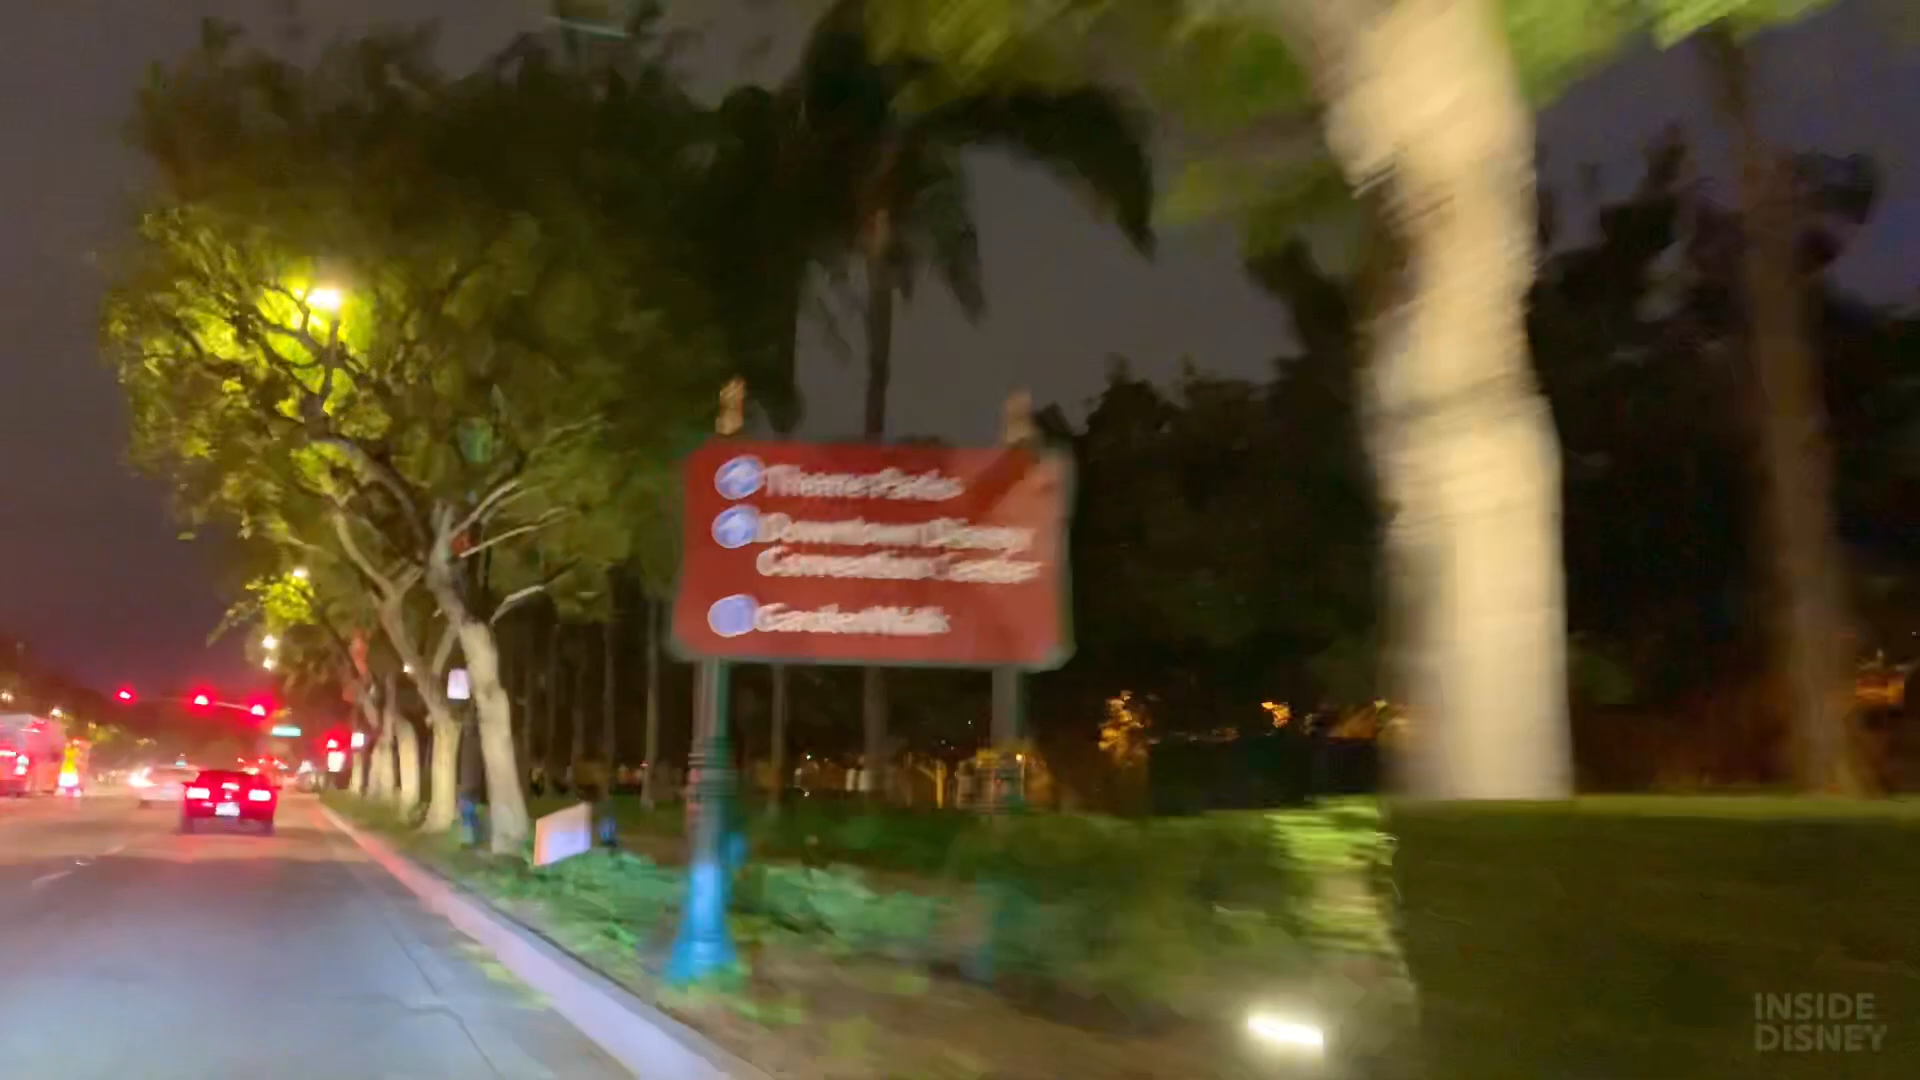 Theme Parks
Downtown Disney
Convention Center
GardenWalk
INSIDE
DISNEY